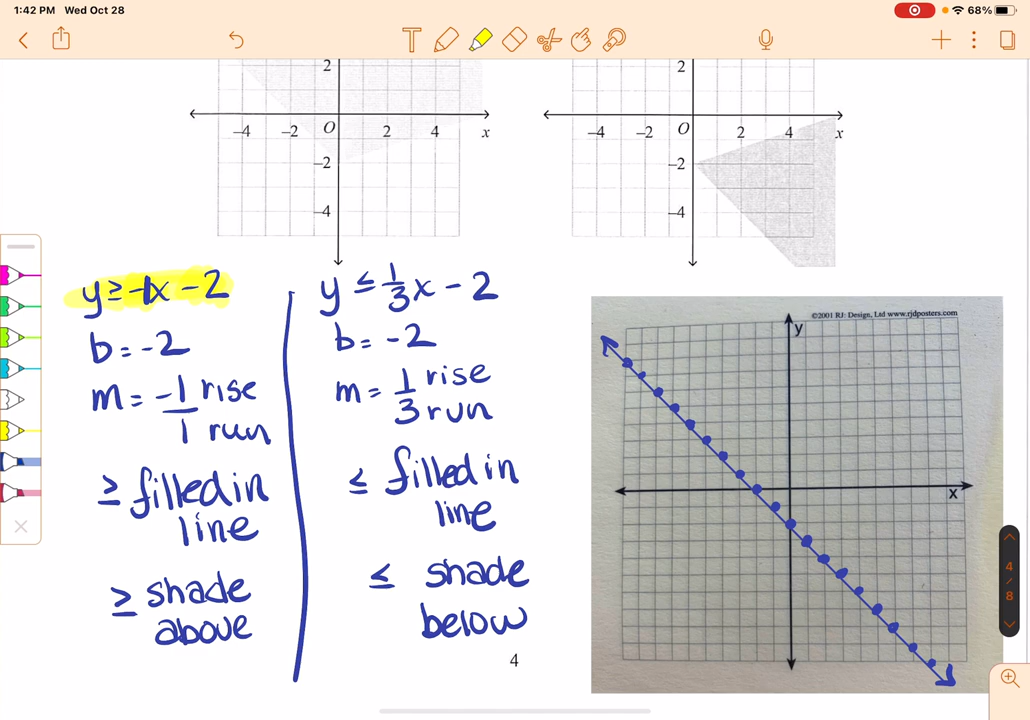 1:42 PM Wed Oct 28
68%
T
2
-4 -2 O 2 4 x
-2
-4
2
-4 -2 O 2 4 x
-2
-4
y ≥ -1x - 2
b = -2
m = -1 rise
1 run
≥ filled in
line
≥ shade
above
y ≤ 1/3x - 2
b = -2
m = 1 rise
3 run
≤ filled in
line
≤ shade
below
4
©2001 RJ: Design, Ltd www.rjdposters.com
y
x
4
/
8